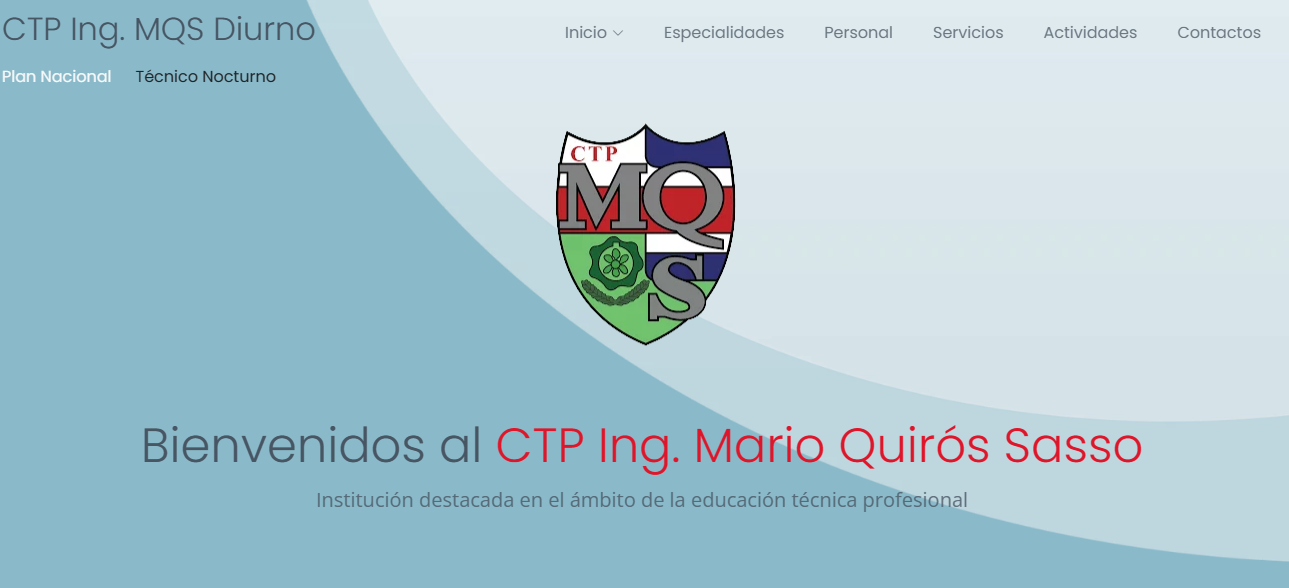 CTP Ing. MQS Diurno
Inicio Especialidades Personal Servicios Actividades Contactos
Plan Nacional Técnico Nocturno
CTP
MQ
S
Bienvenidos al CTP Ing. Mario Quirós Sasso
Institución destacada en el ámbito de la educación técnica profesional